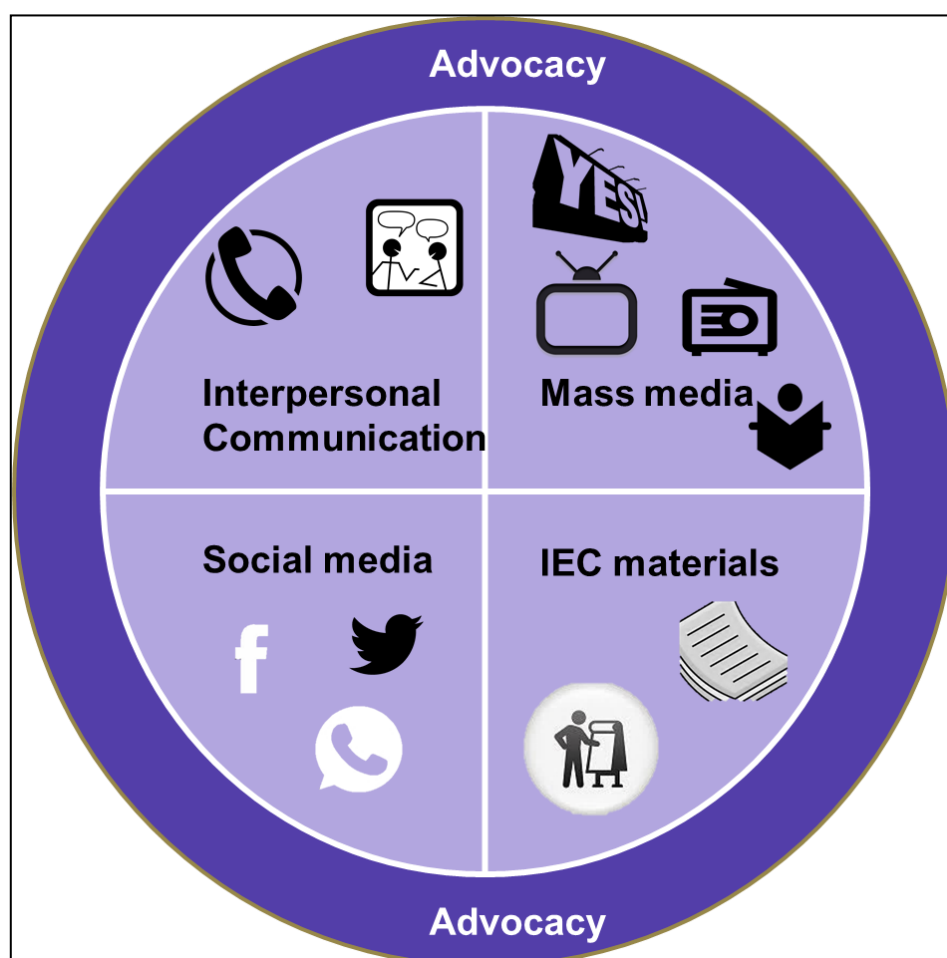 Advocacy
YES!
Interpersonal
Communication
Mass media
Social media
IEC materials
f
Advocacy